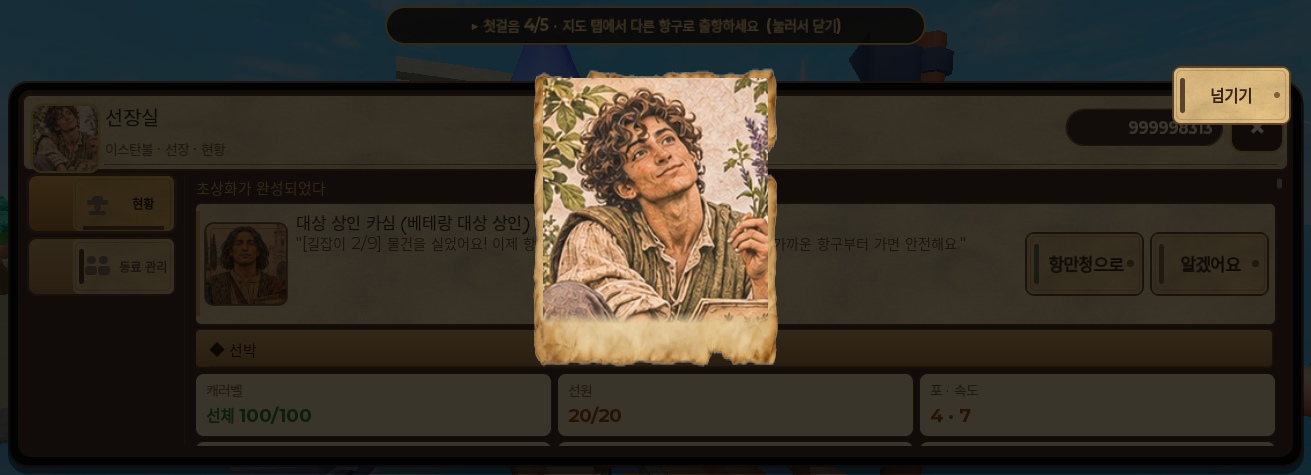 ▸ 첫걸음 4/5 · 지도 탭에서 다른 항구로 출항하세요 (눌러서 닫기)
넘기기
선장실
999998313
×
이스탄불 · 선장 · 현황
현황
동료 관리
초상화가 완성되었다
대상 상인 카심 (베테랑 대상 상인)
"[길잡이 2/9] 물건을 실었어요! 이제 항
가까운 항구부터 가면 안전해요."
항만청으로
알겠어요
◆ 선박
캐러벨
선체 100/100
선원
20/20
포 · 속도
4 · 7